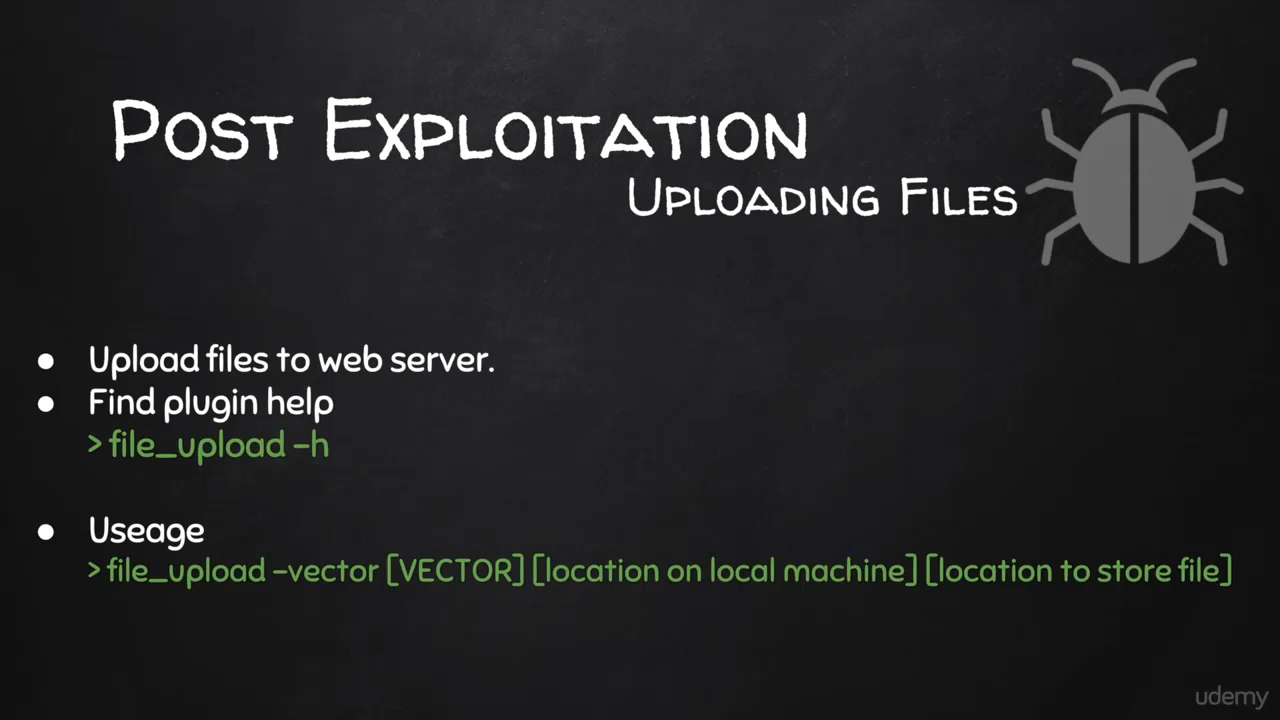 Post Exploitation
Uploading Files
● Upload files to web server.
● Find plugin help
> file_upload -h
● Useage
> file_upload -vector [VECTOR] [location on local machine] [location to store file]
udemy